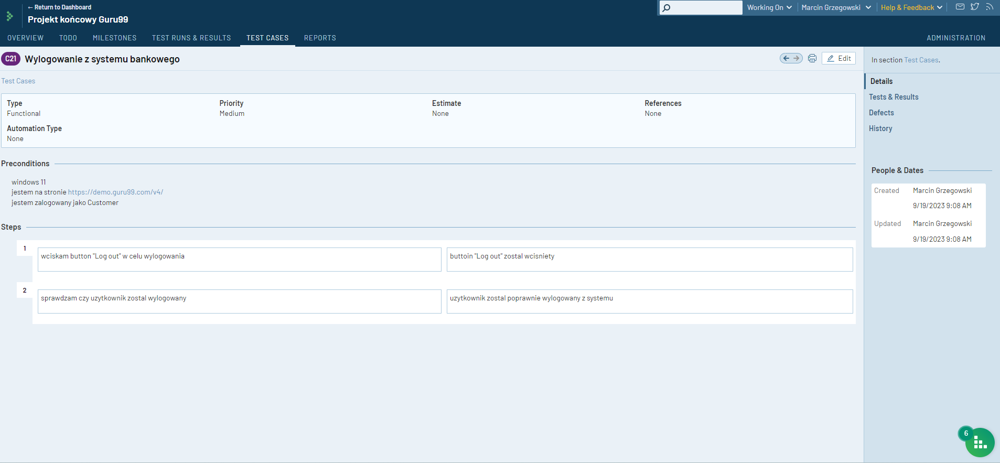 ← Return to Dashboard
Projekt końcowy Guru99
Working On
Marcin Grzegowski
Help & Feedback
OVERVIEW
TODO
MILESTONES
TEST RUNS & RESULTS
TEST CASES
REPORTS
ADMINISTRATION
C21
Wylogowanie z systemu bankowego
Edit
Test Cases
Type
Functional
Priority
Medium
Estimate
None
References
None
Automation Type
None
Preconditions
windows 11
jestem na stronie https://demo.guru99.com/v4/
jestem zalogowany jako Customer
Steps
1
wciskam button "Log out" w celu wylogowania
buttoin "Log out" zostal wcisniety
2
sprawdzam czy uzytkownik zostal wylogowany
uzytkownik zostal poprawnie wylogowany z systemu
In section Test Cases.
Details
Tests & Results
Defects
History
People & Dates
Created
Marcin Grzegowski
9/19/2023 9:08 AM
Updated
Marcin Grzegowski
9/19/2023 9:08 AM
6